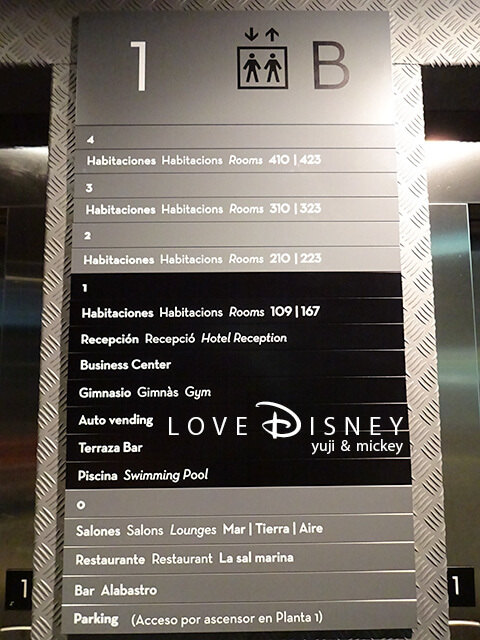 1 B
4
Habitaciones Habitacions Rooms 410 | 423
3
Habitaciones Habitacions Rooms 310 | 323
2
Habitaciones Habitacions Rooms 210 | 223
1
Habitaciones Habitacions Rooms 109 | 167
Recepción Recepció Hotel Reception
Business Center
Gimnasio Gimnàs Gym
Auto vending
LOVE DISNEY
yuji & mickey
Terraza Bar
Piscina Swimming Pool
0
Salones Salons Lounges Mar | Tierra | Aire
Restaurante Restaurant La sal marina
Bar Alabastro
Parking (Acceso por ascensor en Planta 1)
1
1